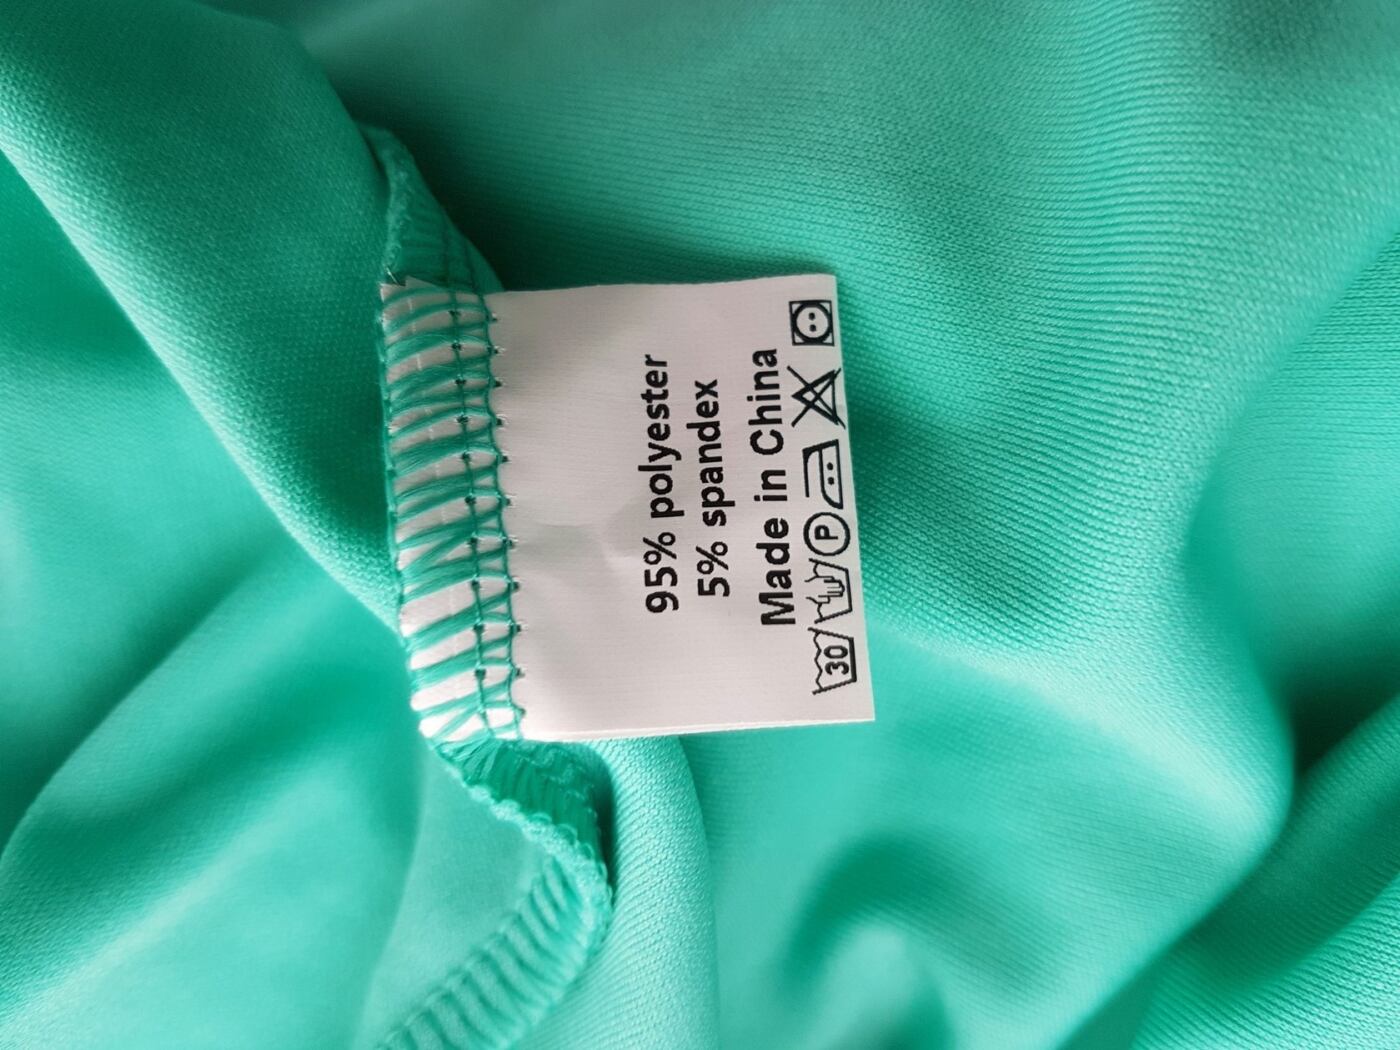 95% polyester
5% spandex
Made in China
30 P